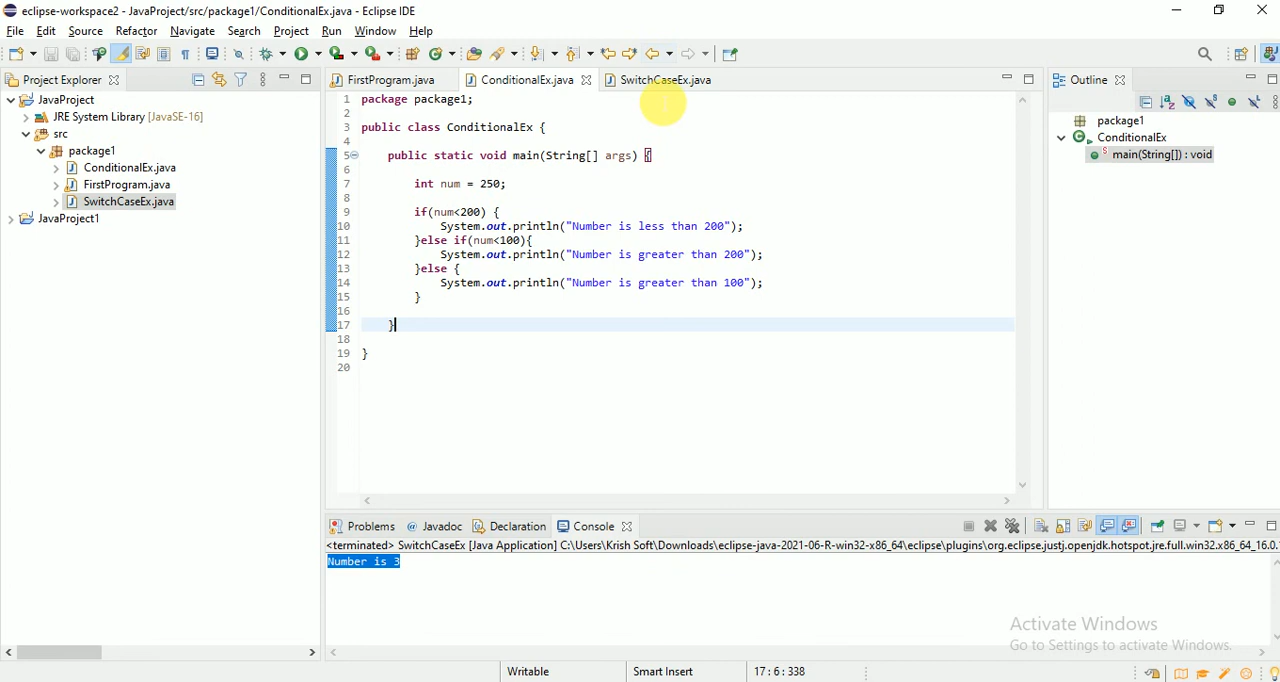 eclipse-workspace2 - JavaProject/src/package1/ConditionalEx.java - Eclipse IDE
File Edit Source Refactor Navigate Search Project Run Window Help
Project Explorer
JavaProject
JRE System Library [JavaSE-16]
src
package1
ConditionalEx.java
FirstProgram.java
SwitchCaseEx.java
JavaProject1
FirstProgram.java ConditionalEx.java SwitchCaseEx.java
1 package package1;
2
3 public class ConditionalEx {
4
5 public static void main(String[] args) {
6
7 int num = 250;
8
9 if(num<200) {
10 System.out.println("Number is less than 200");
11 }else if(num<100){
12 System.out.println("Number is greater than 200");
13 }else {
14 System.out.println("Number is greater than 100");
15 }
16
17 }
18
19 }
20
Outline
package1
ConditionalEx
main(String[]) : void
Problems Javadoc Declaration Console
<terminated> SwitchCaseEx [Java Application] C:\Users\Krish Soft\Downloads\eclipse-java-2021-06-R-win32-x86_64\eclipse\plugins\org.eclipse.justj.openjdk.hotspot.jre.full.win32.x86_64_16.0.
Number is 3
Activate Windows
Go to Settings to activate Windows.
Writable Smart Insert 17 : 6 : 338